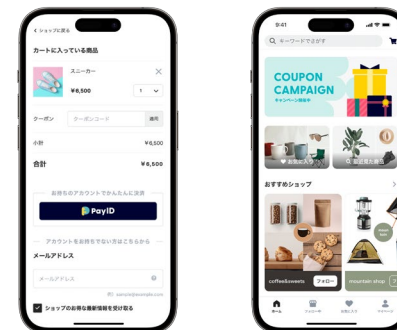 ショップに戻る
カートに入っている商品
スニーカー
¥6,500
1
クーポン
クーポンコード
適用
小計
¥6,500
合計
¥6,500
お持ちのアカウントでかんたんに決済
PayID
アカウントをお持ちでない方はこちらから
メールアドレス
メールアドレス
例) sample@example.com
ショップのお得な最新情報を受け取る
9:41
キーワードでさがす
COUPON
CAMPAIGN
キャンペーン開催中
お気に入り
最近見た商品
おすすめショップ
coffee&sweets
フォロー
mountain shop
ホーム
フォロー中
お気に入り
マイページ